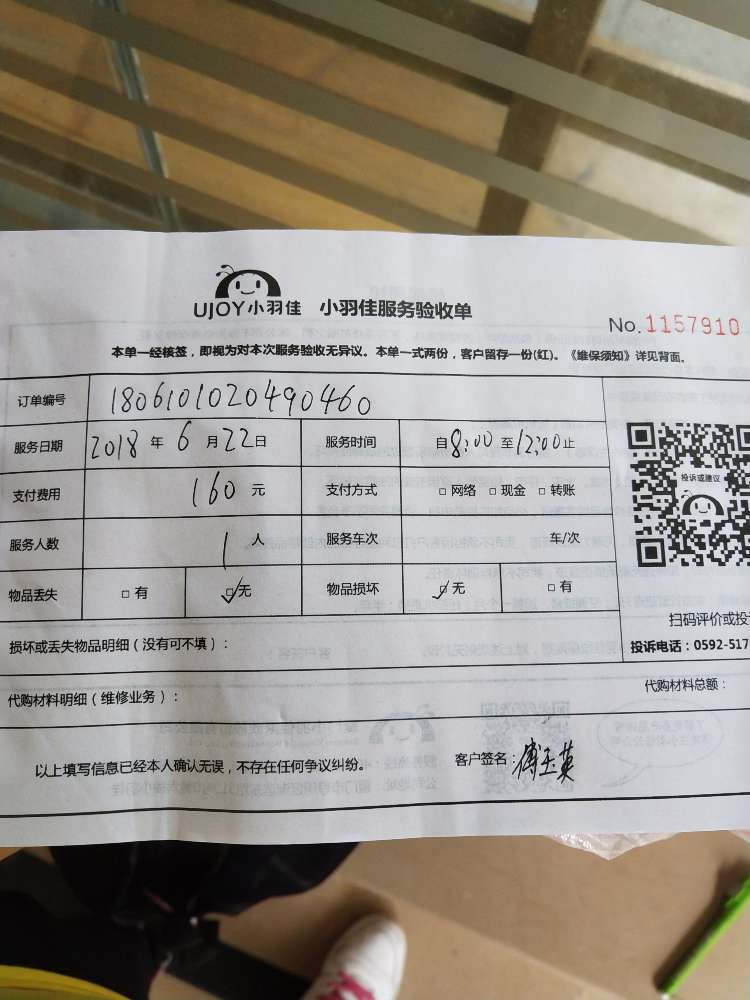 UJOY小羽佳 小羽佳服务验收单
No.1157910
本单一经核签，即视为对本次服务验收无异议。本单一式两份，客户留存一份(红)。《维保须知》详见背面。
订单编号 180610102049046​0
服务日期 2018 年 6 月 22 日 服务时间 自 8:00 至 12:00 止
投诉或建议
支付费用 160 元 支付方式 □ 网络 □ 现金 □ 转账
服务人数 1 人 服务车次 车/次
物品丢失 □ 有 ☑无 物品损坏 ☑无 □ 有
扫码评价或投
损坏或丢失物品明细（没有可不填）：
投诉电话：0592-517
代购材料明细（维修业务）： 代购材料总额：
以上填写信息已经本人确认无误，不存在任何争议纠纷。 客户签名：傅玉英